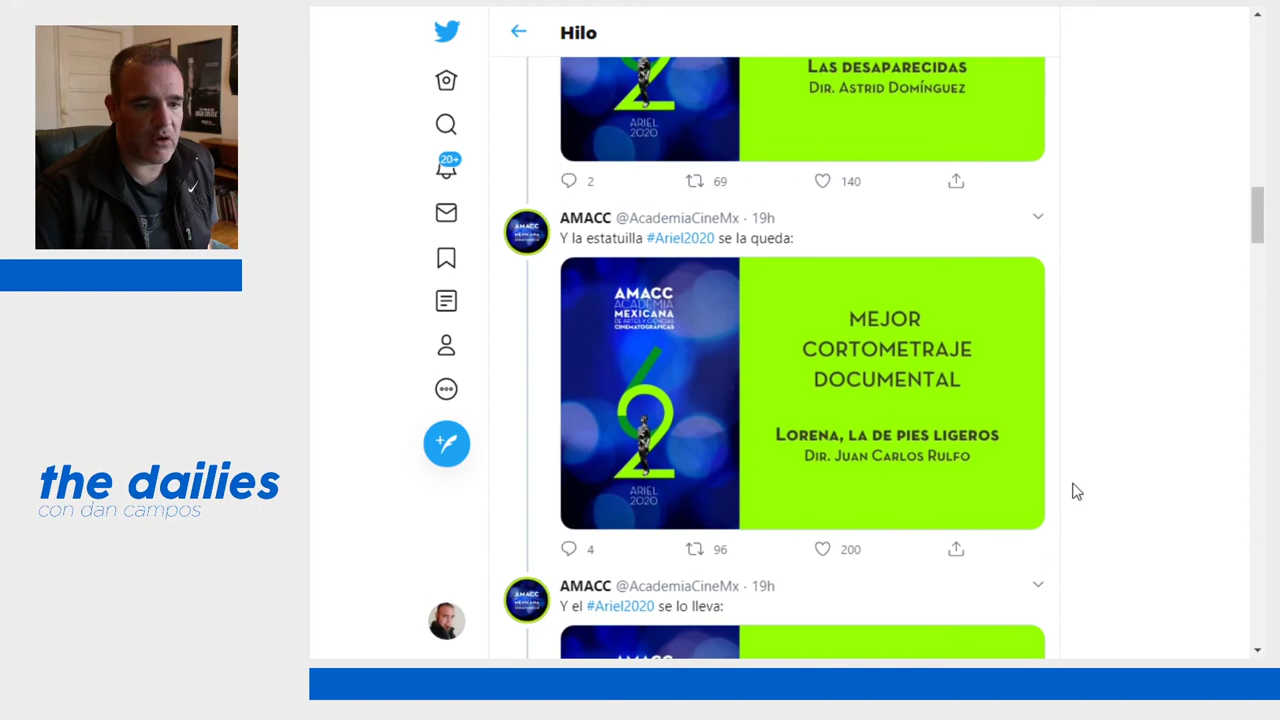 Hilo
LAS DESAPARECIDAS
DIR. ASTRID DOMÍNGUEZ
ARIEL
2020
2 69 140
20+
AMACC @AcademiaCineMx · 19h
Y la estatuilla #Ariel2020 se la queda:
AMACC
ACADEMIA
MEXICANA
DE ARTES Y CIENCIAS
CINEMATOGRÁFICAS
62
ARIEL
2020
MEJOR
CORTOMETRAJE
DOCUMENTAL
LORENA, LA DE PIES LIGEROS
DIR. JUAN CARLOS RULFO
4 96 200
AMACC @AcademiaCineMx · 19h
Y el #Ariel2020 se lo lleva:
the dailies
con dan campos